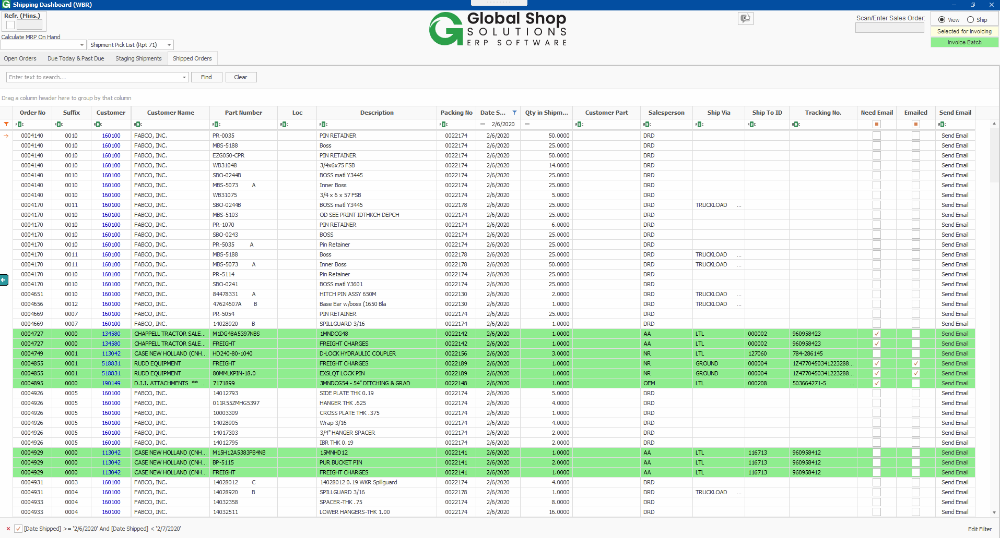 Shipping Dashboard (WBR)
Refr. (Mins.)
Calculate MRP On Hand
Shipment Pick List (Rpt 71)
Global Shop
SOLUTIONS
ERP SOFTWARE
Scan/Enter Sales Order:
View Ship
Selected for Invoicing
Invoice Batch
Open Orders Due Today & Past Due Staging Shipments Shipped Orders
Enter text to search... Find Clear
Drag a column header here to group by that column
Order No Suffix Customer Customer Name Part Number Loc Description Packing No Date S... Qty in Shipm... Customer Part Salesperson Ship Via Ship To ID Tracking No. Need Email Emailed Send Email
= 2/6/2020 =
0004140 0010 160100 FABCO, INC. PR-0035 PIN RETAINER 0022174 2/6/2020 50.0000 DRD Send Email
0004140 0010 160100 FABCO, INC. MBS-5188 Boss 0022174 2/6/2020 25.0000 DRD Send Email
0004140 0010 160100 FABCO, INC. EZG050-CPR PIN RETAINER 0022174 2/6/2020 50.0000 DRD Send Email
0004140 0010 160100 FABCO, INC. WB31048 3/4x6x75 FSB 0022174 2/6/2020 14.0000 DRD Send Email
0004140 0010 160100 FABCO, INC. SBO-0244B BOSS matl Y3445 0022174 2/6/2020 25.0000 DRD Send Email
0004140 0010 160100 FABCO, INC. MBS-5073 A Inner Boss 0022174 2/6/2020 25.0000 DRD Send Email
0004140 0010 160100 FABCO, INC. WB31075 3/4 x 6 x 57 FSB 0022174 2/6/2020 5.0000 DRD Send Email
0004170 0011 160100 FABCO, INC. SBO-0244B BOSS matl Y3445 0022178 2/6/2020 25.0000 DRD TRUCKLOAD ... Send Email
0004170 0010 160100 FABCO, INC. MBS-5103 OD SEE PRINT IDTHKCH DEPCH 0022174 2/6/2020 25.0000 DRD Send Email
0004170 0010 160100 FABCO, INC. PR-1070 PIN RETAINER 0022174 2/6/2020 6.0000 DRD Send Email
0004170 0010 160100 FABCO, INC. SBO-0243 BOSS 0022174 2/6/2020 25.0000 DRD Send Email
0004170 0010 160100 FABCO, INC. PR-5035 A Pin Retainer 0022174 2/6/2020 25.0000 DRD Send Email
0004170 0011 160100 FABCO, INC. MBS-5188 Boss 0022178 2/6/2020 25.0000 DRD TRUCKLOAD ... Send Email
0004170 0011 160100 FABCO, INC. MBS-5073 A Inner Boss 0022178 2/6/2020 50.0000 DRD TRUCKLOAD ... Send Email
0004170 0010 160100 FABCO, INC. PR-5114 Pin Retainer 0022174 2/6/2020 25.0000 DRD Send Email
0004170 0010 160100 FABCO, INC. SBO-0241 BOSS matl Y3601 0022174 2/6/2020 25.0000 DRD Send Email
0004651 0010 160100 FABCO, INC. 84478331 A HITCH PIN ASSY 650M 0022130 2/6/2020 2.0000 DRD TRUCKLOAD ... Send Email
0004656 0012 160100 FABCO, INC. 47624607A B Base Ear w/boss (1650 Bla 0022130 2/6/2020 1.0000 DRD TRUCKLOAD ... Send Email
0004669 0007 160100 FABCO, INC. PR-5054 PIN RETAINER 0022174 2/6/2020 25.0000 DRD Send Email
0004669 0007 160100 FABCO, INC. 14028920 B SPILLGUARD 3/16 0022174 2/6/2020 1.0000 DRD Send Email
0004727 0000 134580 CHAPPELL TRACTOR SALE... M1DG48A5397NBS 1MNDCG48 0022142 2/6/2020 1.0000 AA LTL 000002 960958423 Send Email
0004727 0000 134580 CHAPPELL TRACTOR SALE... FREIGHT FREIGHT CHARGES 0022142 2/6/2020 1.0000 AA LTL 000002 960958423 Send Email
0004749 0000 113042 CASE NEW HOLLAND (CNH... HD240-80-1040 D-LOCK HYDRAULIC COUPLER 0022156 2/6/2020 3.0000 NR LTL 127060 784-286145 Send Email
0004855 0001 518831 RUDD EQUIPMENT FREIGHT FREIGHT CHARGES 0022189 2/6/2020 1.0000 NR GROUND 000004 1Z4770450341223288... Send Email
0004855 0001 518831 RUDD EQUIPMENT 80MMLKPIN-18.0 EXSLQT LOCK PIN 0022189 2/6/2020 1.0000 NR GROUND 000004 1Z4770450341223288... Send Email
0004895 0000 190149 D.I.I. ATTACHMENTS ** ... 7171899 3MNDCG54 - 54" DITCHING & GRAD 0022148 2/6/2020 1.0000 OEM LTL 000208 503664271-5 ... Send Email
0004926 0005 160100 FABCO, INC. 14012793 SIDE PLATE THK 0.19 0022174 2/6/2020 5.0000 DRD Send Email
0004926 0005 160100 FABCO, INC. 011R55ZMHG5397 HANGER THK .625 0022174 2/6/2020 4.0000 DRD Send Email
0004926 0005 160100 FABCO, INC. 10003309 CROSS PLATE THK .375 0022174 2/6/2020 1.0000 DRD Send Email
0004926 0005 160100 FABCO, INC. 14028905 Wrap 3/16 0022174 2/6/2020 4.0000 DRD Send Email
0004926 0005 160100 FABCO, INC. 14017303 3/4" HANGER SPACER 0022174 2/6/2020 2.0000 DRD Send Email
0004926 0005 160100 FABCO, INC. 14012795 IBR THK 0.19 0022174 2/6/2020 2.0000 DRD Send Email
0004929 0000 113042 CASE NEW HOLLAND (CNH... M15H12A5383PB4NB 15MNHD12 0022141 2/6/2020 1.0000 AA LTL 116713 960958412 Send Email
0004929 0000 113042 CASE NEW HOLLAND (CNH... BP-5115 PUR BUCKET PIN 0022141 2/6/2020 2.0000 AA LTL 116713 960958412 Send Email
0004929 0000 113042 CASE NEW HOLLAND (CNH... FREIGHT FREIGHT CHARGES 0022141 2/6/2020 1.0000 AA LTL 116713 960958412 Send Email
0004931 0003 160100 FABCO, INC. 14028012 C 14028012 0.19 WKR Spillguard 0022174 2/6/2020 4.0000 DRD Send Email
0004931 0004 160100 FABCO, INC. 14028920 B SPILLGUARD 3/16 0022178 2/6/2020 1.0000 DRD TRUCKLOAD ... Send Email
0004933 0004 160100 FABCO, INC. 14032358 SPACER-THK .75 0022174 2/6/2020 8.0000 DRD Send Email
0004933 0004 160100 FABCO, INC. 14032511 LOWER HANGERS-THK 1.00 0022174 2/6/2020 16.0000 DRD Send Email
[Date Shipped] >= '2/6/2020' And [Date Shipped] < '2/7/2020' Edit Filter